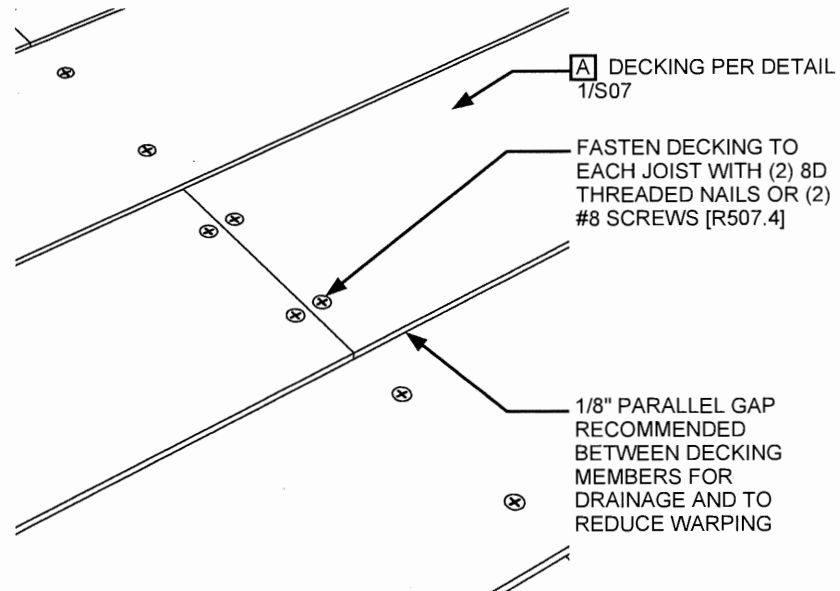 A DECKING PER DETAIL
1/S07
FASTEN DECKING TO
EACH JOIST WITH (2) 8D
THREADED NAILS OR (2)
#8 SCREWS [R507.4]
1/8" PARALLEL GAP
RECOMMENDED
BETWEEN DECKING
MEMBERS FOR
DRAINAGE AND TO
REDUCE WARPING